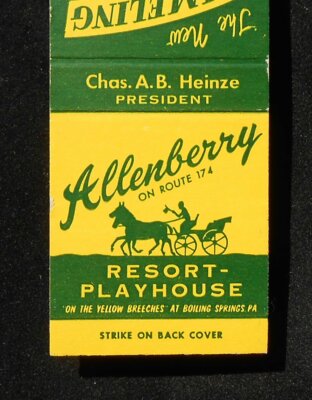 The New
MELING
Chas. A.B. Heinze
PRESIDENT
Allenberry
ON ROUTE 174
RESORT-
PLAYHOUSE
"ON THE YELLOW BREECHES" AT BOILING SPRINGS, PA
STRIKE ON BACK COVER